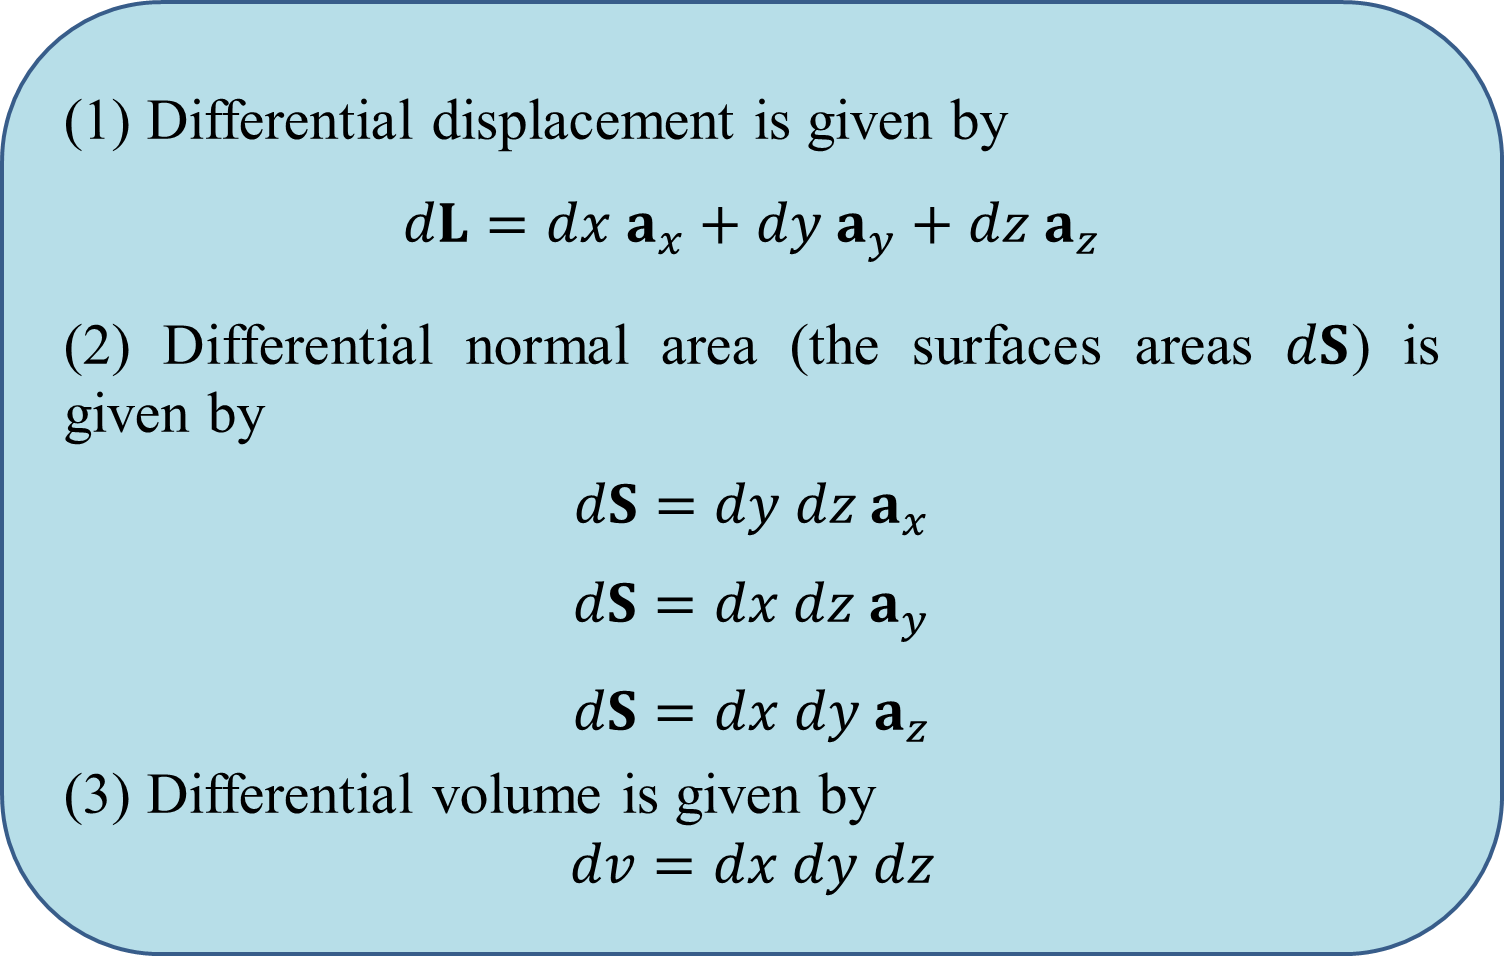 (1) Differential displacement is given by
d𝐋 = dx 𝐚ₓ + dy 𝐚_y + dz 𝐚_z
(2) Differential normal area (the surfaces areas d𝐒) is
given by
d𝐒 = dy dz 𝐚ₓ
d𝐒 = dx dz 𝐚_y
d𝐒 = dx dy 𝐚_z
(3) Differential volume is given by
dv = dx dy dz